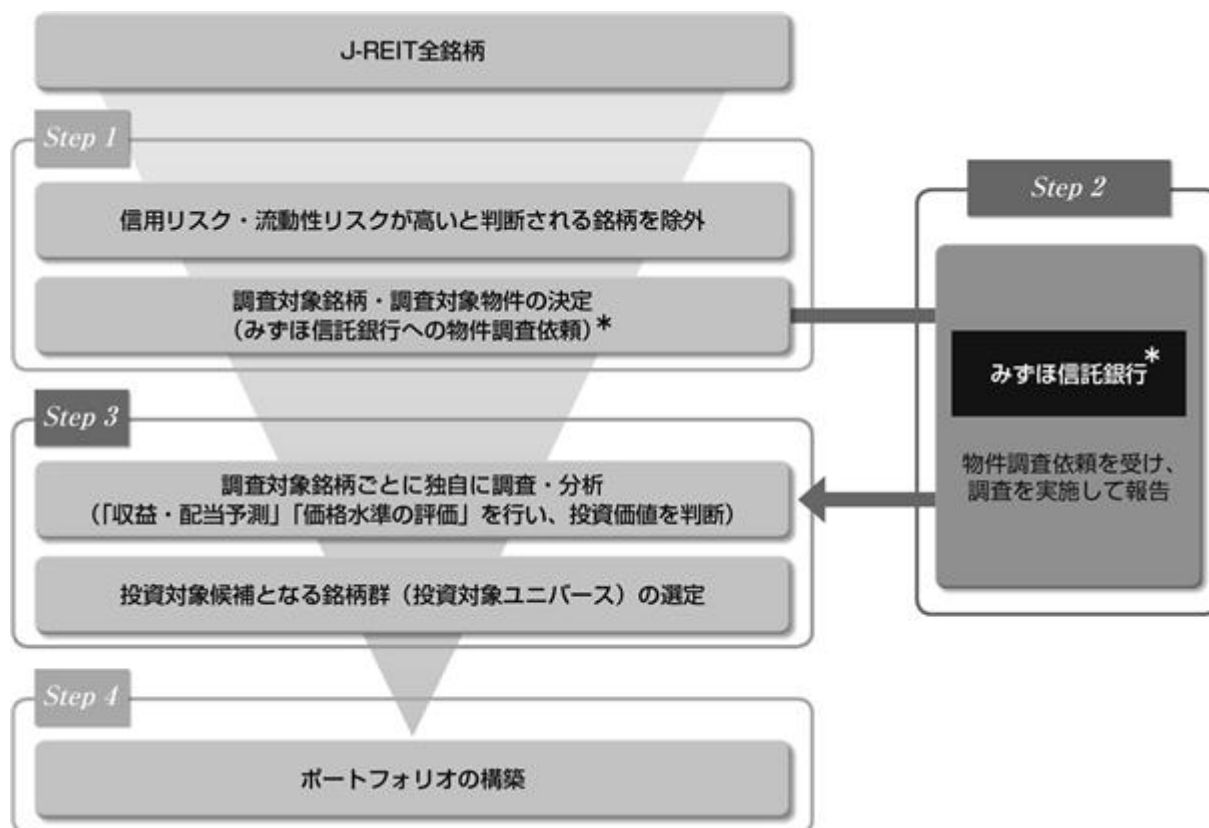 J-REIT全銘柄
Step 1
信用リスク・流動性リスクが高いと判断される銘柄を除外
調査対象銘柄・調査対象物件の決定
(みずほ信託銀行への物件調査依頼)*
Step 2
みずほ信託銀行*
物件調査依頼を受け、
調査を実施して報告
Step 3
調査対象銘柄ごとに独自に調査・分析
(「収益・配当予測」「価格水準の評価」を行い、投資価値を判断)
投資対象候補となる銘柄群(投資対象ユニバース)の選定
Step 4
ポートフォリオの構築